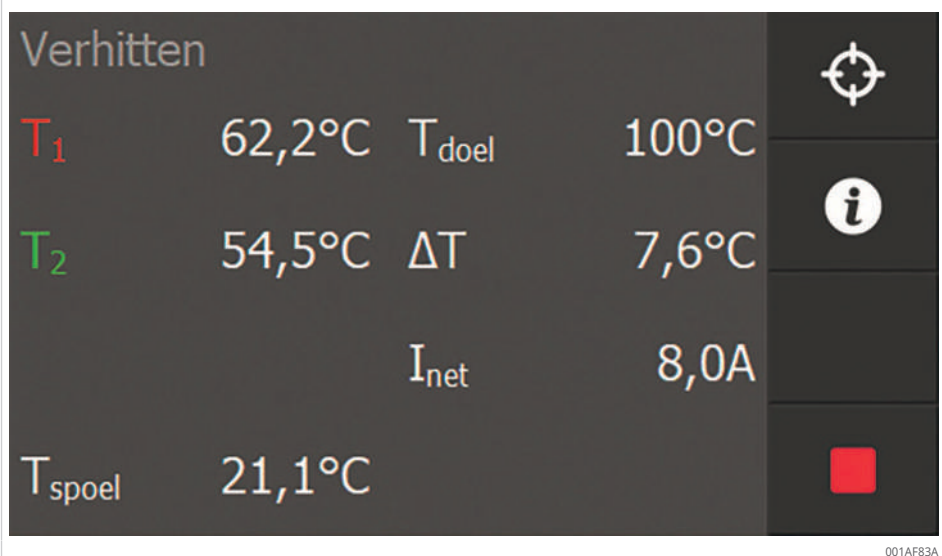 Verhitten
T1 62,2°C Tdoel 100°C
T2 54,5°C ΔT 7,6°C
Inet 8,0A
Tspoel 21,1°C
i
001AF83A